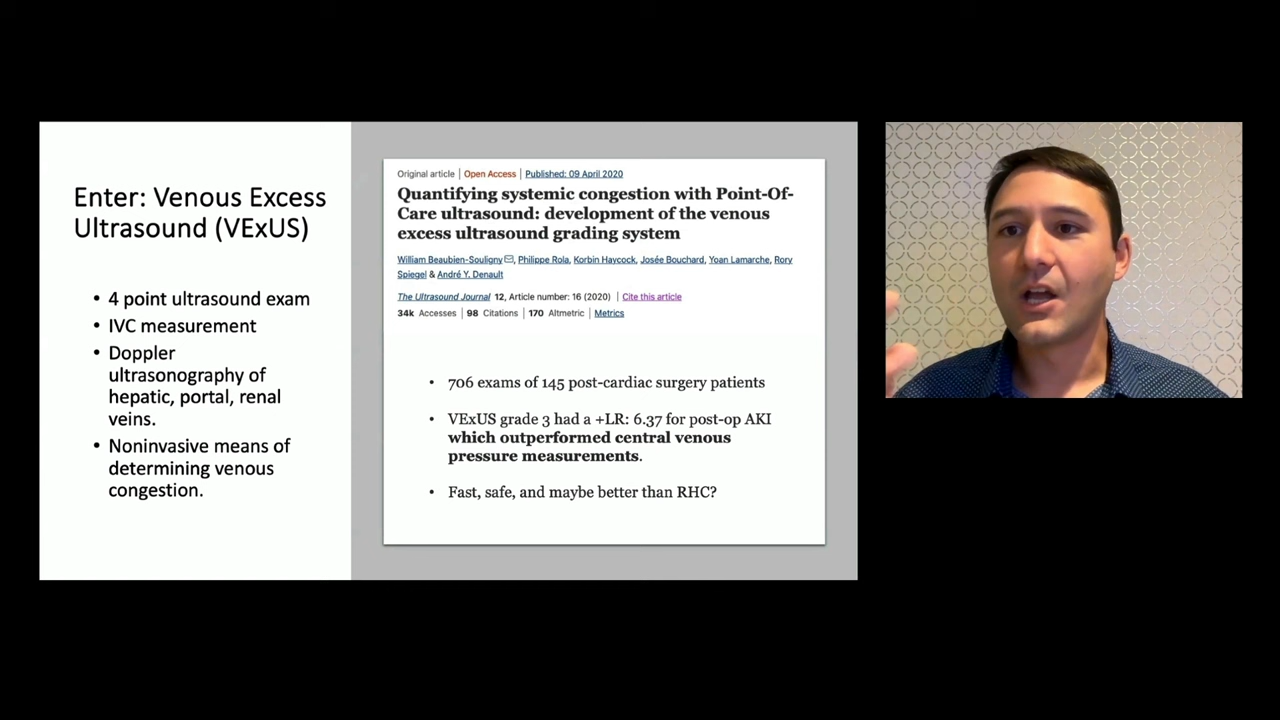 Enter: Venous Excess
Ultrasound (VExUS)
• 4 point ultrasound exam
• IVC measurement
• Doppler
ultrasonography of
hepatic, portal, renal
veins.
• Noninvasive means of
determining venous
congestion.
Original article | Open Access | Published: 09 April 2020
Quantifying systemic congestion with Point-Of-
Care ultrasound: development of the venous
excess ultrasound grading system
William Beaubien-Souligny, Philippe Rola, Korbin Haycock, Josée Bouchard, Yoan Lamarche, Rory
Spiegel & André Y. Denault
The Ultrasound Journal 12, Article number: 16 (2020) | Cite this article
34k Accesses | 98 Citations | 170 Altmetric | Metrics
• 706 exams of 145 post-cardiac surgery patients
• VExUS grade 3 had a +LR: 6.37 for post-op AKI
which outperformed central venous
pressure measurements.
• Fast, safe, and maybe better than RHC?